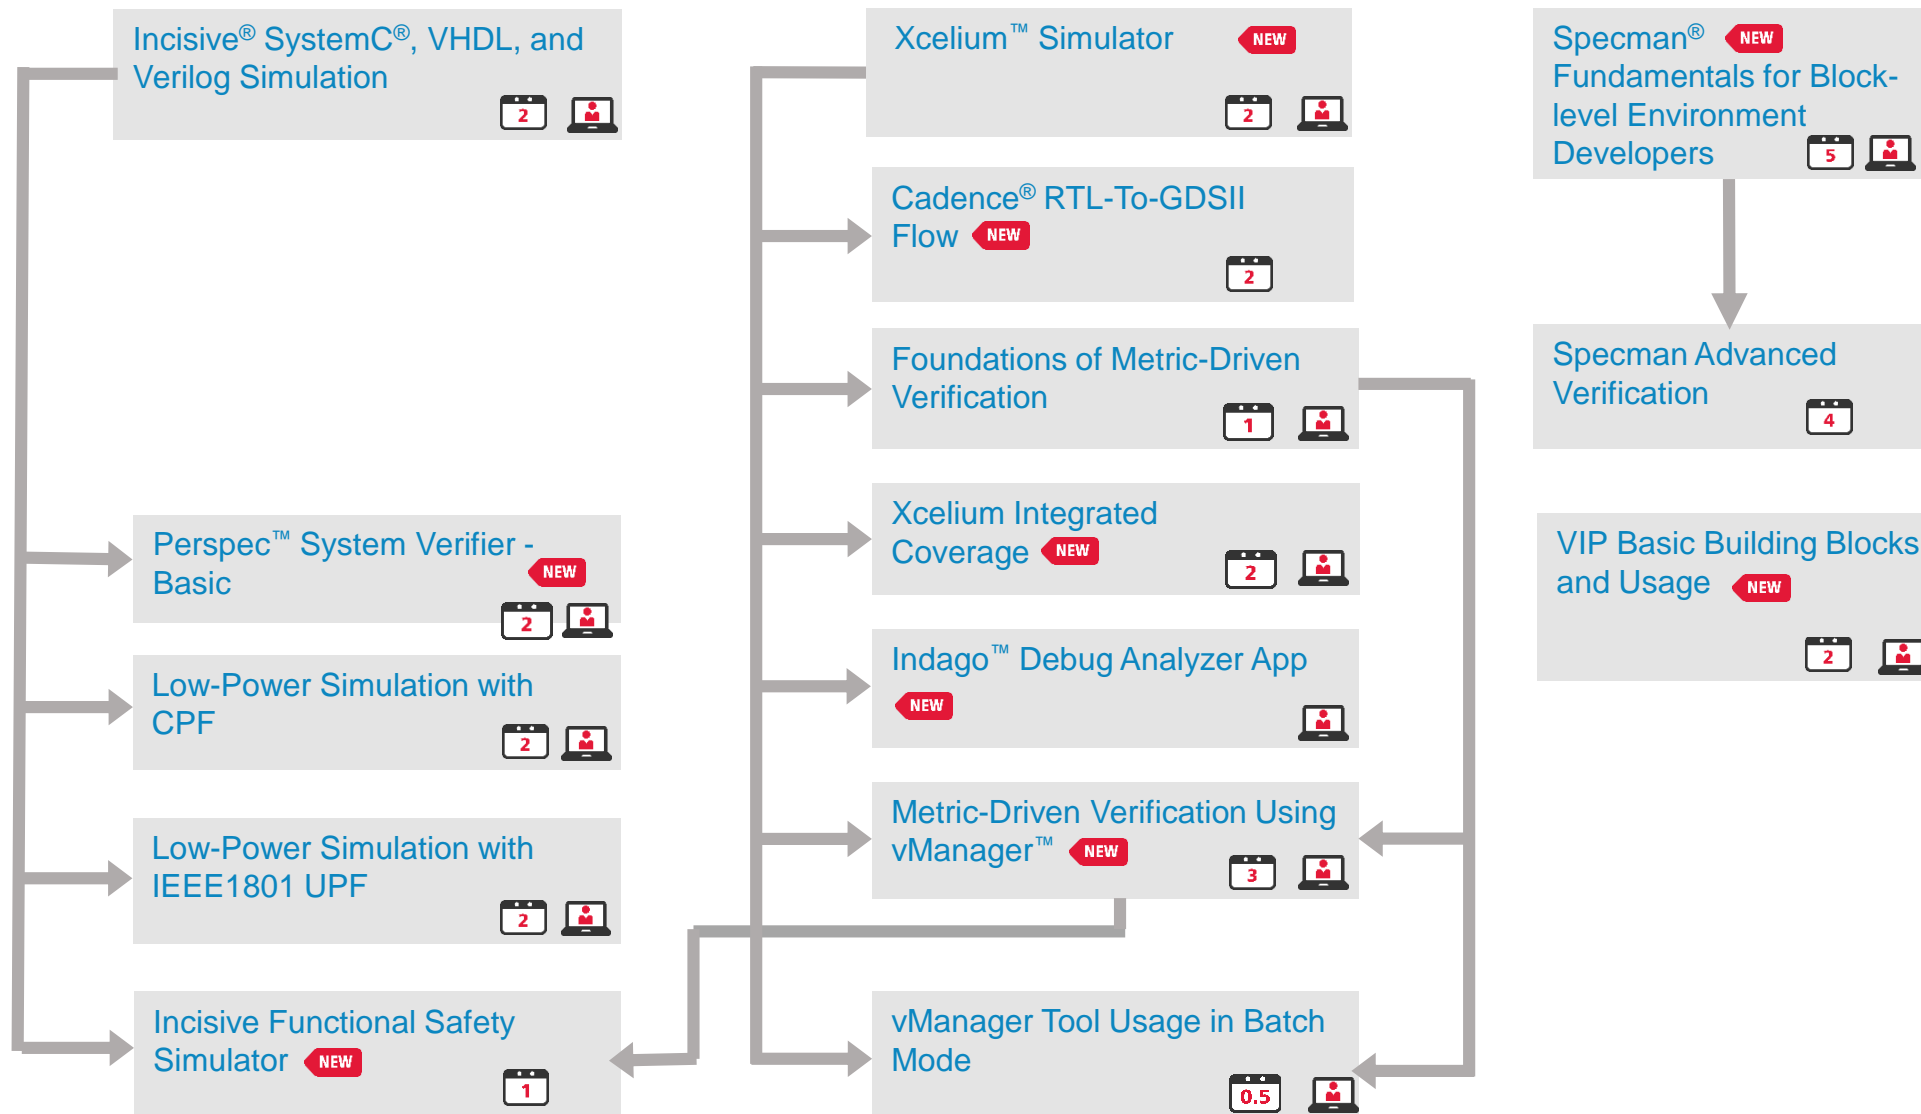 Incisive® SystemC®, VHDL, and
Verilog Simulation
2
Perspec™ System Verifier -
Basic
NEW
2
Low-Power Simulation with
CPF
2
Low-Power Simulation with
IEEE1801 UPF
2
Incisive Functional Safety
Simulator NEW
1
Xcelium™ Simulator NEW
2
Cadence® RTL-To-GDSII
Flow NEW
2
Foundations of Metric-Driven
Verification
1
Xcelium Integrated
Coverage NEW
2
Indago™ Debug Analyzer App
NEW
Metric-Driven Verification Using
vManager™ NEW
3
vManager Tool Usage in Batch
Mode
0.5
Specman® NEW
Fundamentals for Block-
level Environment
Developers
5
Specman Advanced
Verification
4
VIP Basic Building Blocks
and Usage NEW
2